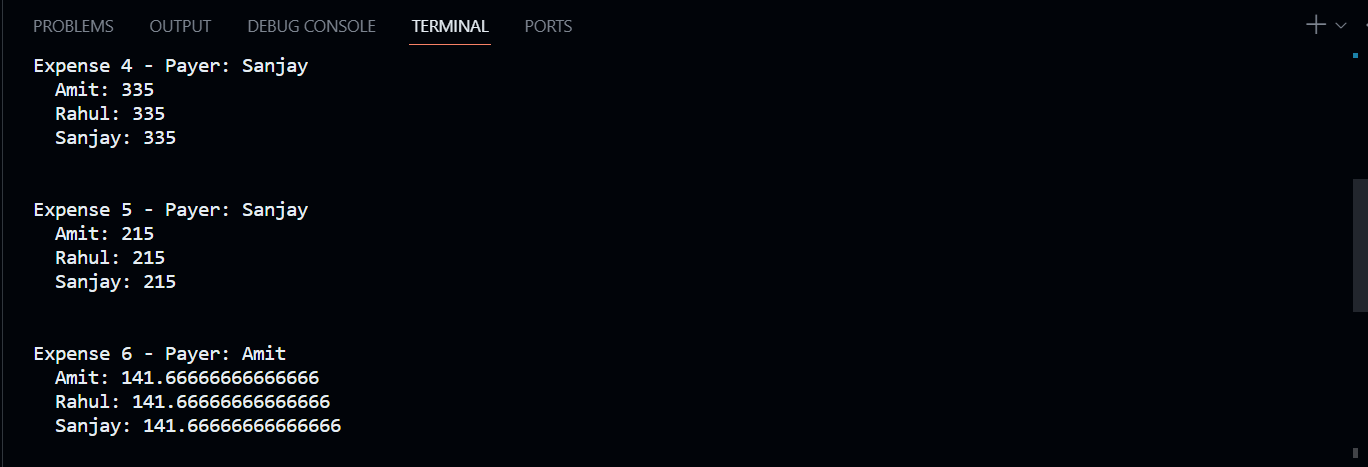 PROBLEMS OUTPUT DEBUG CONSOLE TERMINAL PORTS
Expense 4 - Payer: Sanjay
Amit: 335
Rahul: 335
Sanjay: 335
Expense 5 - Payer: Sanjay
Amit: 215
Rahul: 215
Sanjay: 215
Expense 6 - Payer: Amit
Amit: 141.66666666666666
Rahul: 141.66666666666666
Sanjay: 141.66666666666666